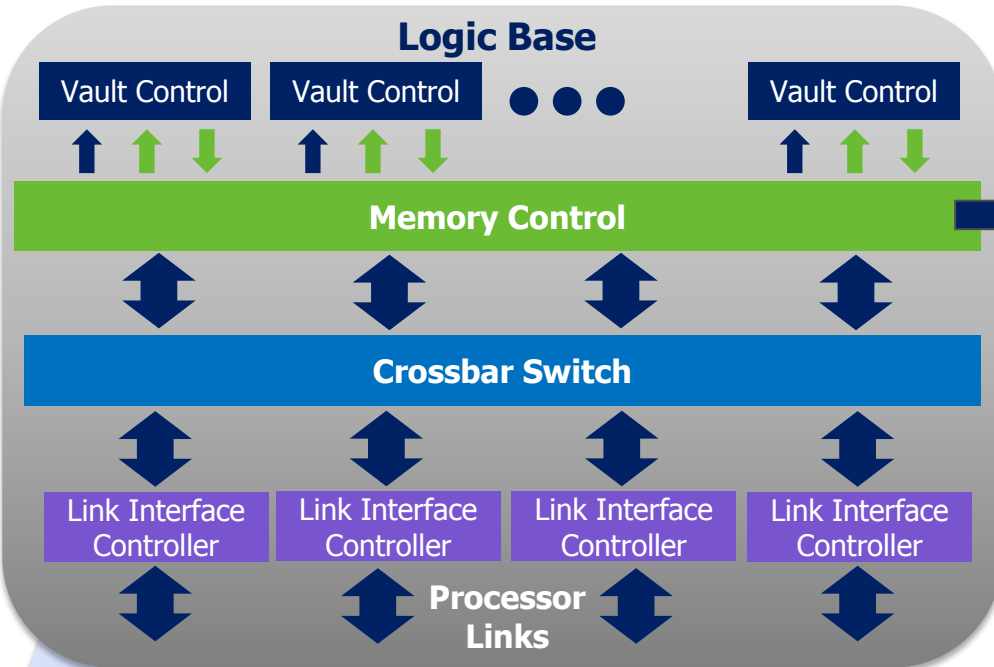 Logic Base
Vault Control
Vault Control
Vault Control
Memory Control
Crossbar Switch
Link Interface
Controller
Link Interface
Controller
Link Interface
Controller
Link Interface
Controller
Processor
Links